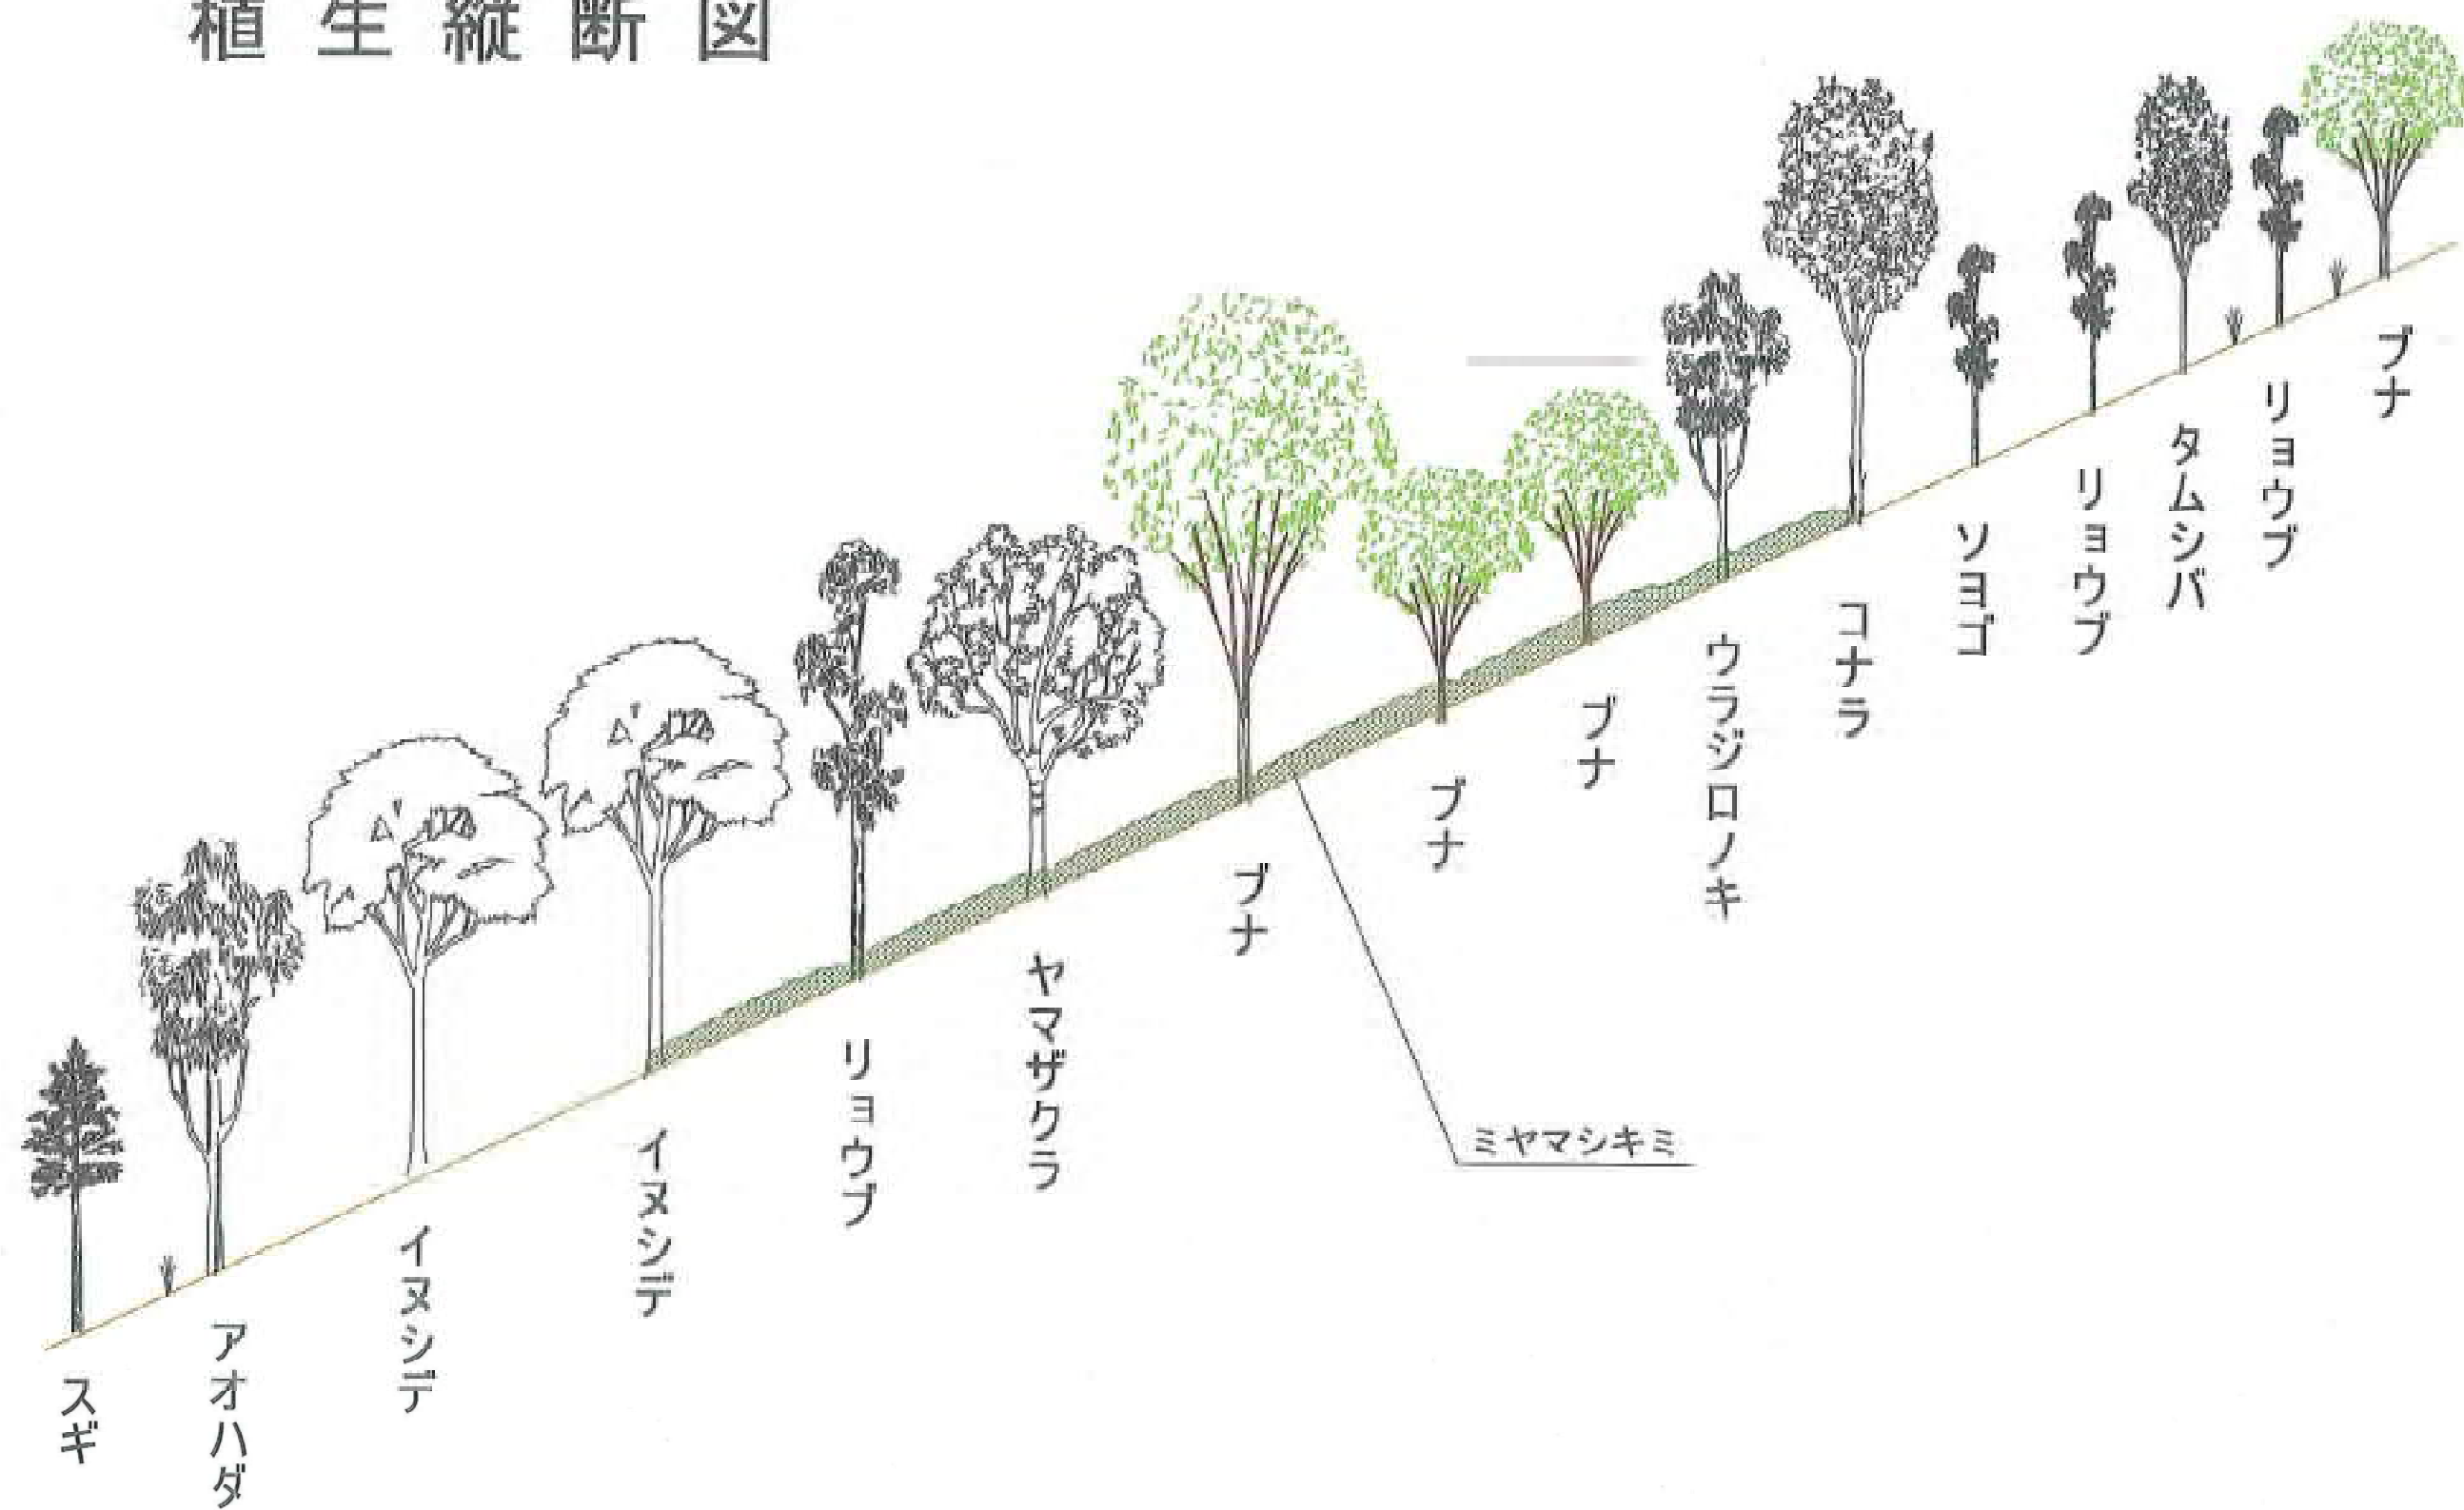 植生縦断図
スギ
アオハダ
イヌシデ
イヌシデ
リョウブ
ヤマザクラ
ブナ
ブナ
ブナ
ウラジロノキ
コナラ
ソヨゴ
リョウブ
タムシバ
リョウブ
ブナ
ミヤマシキミ